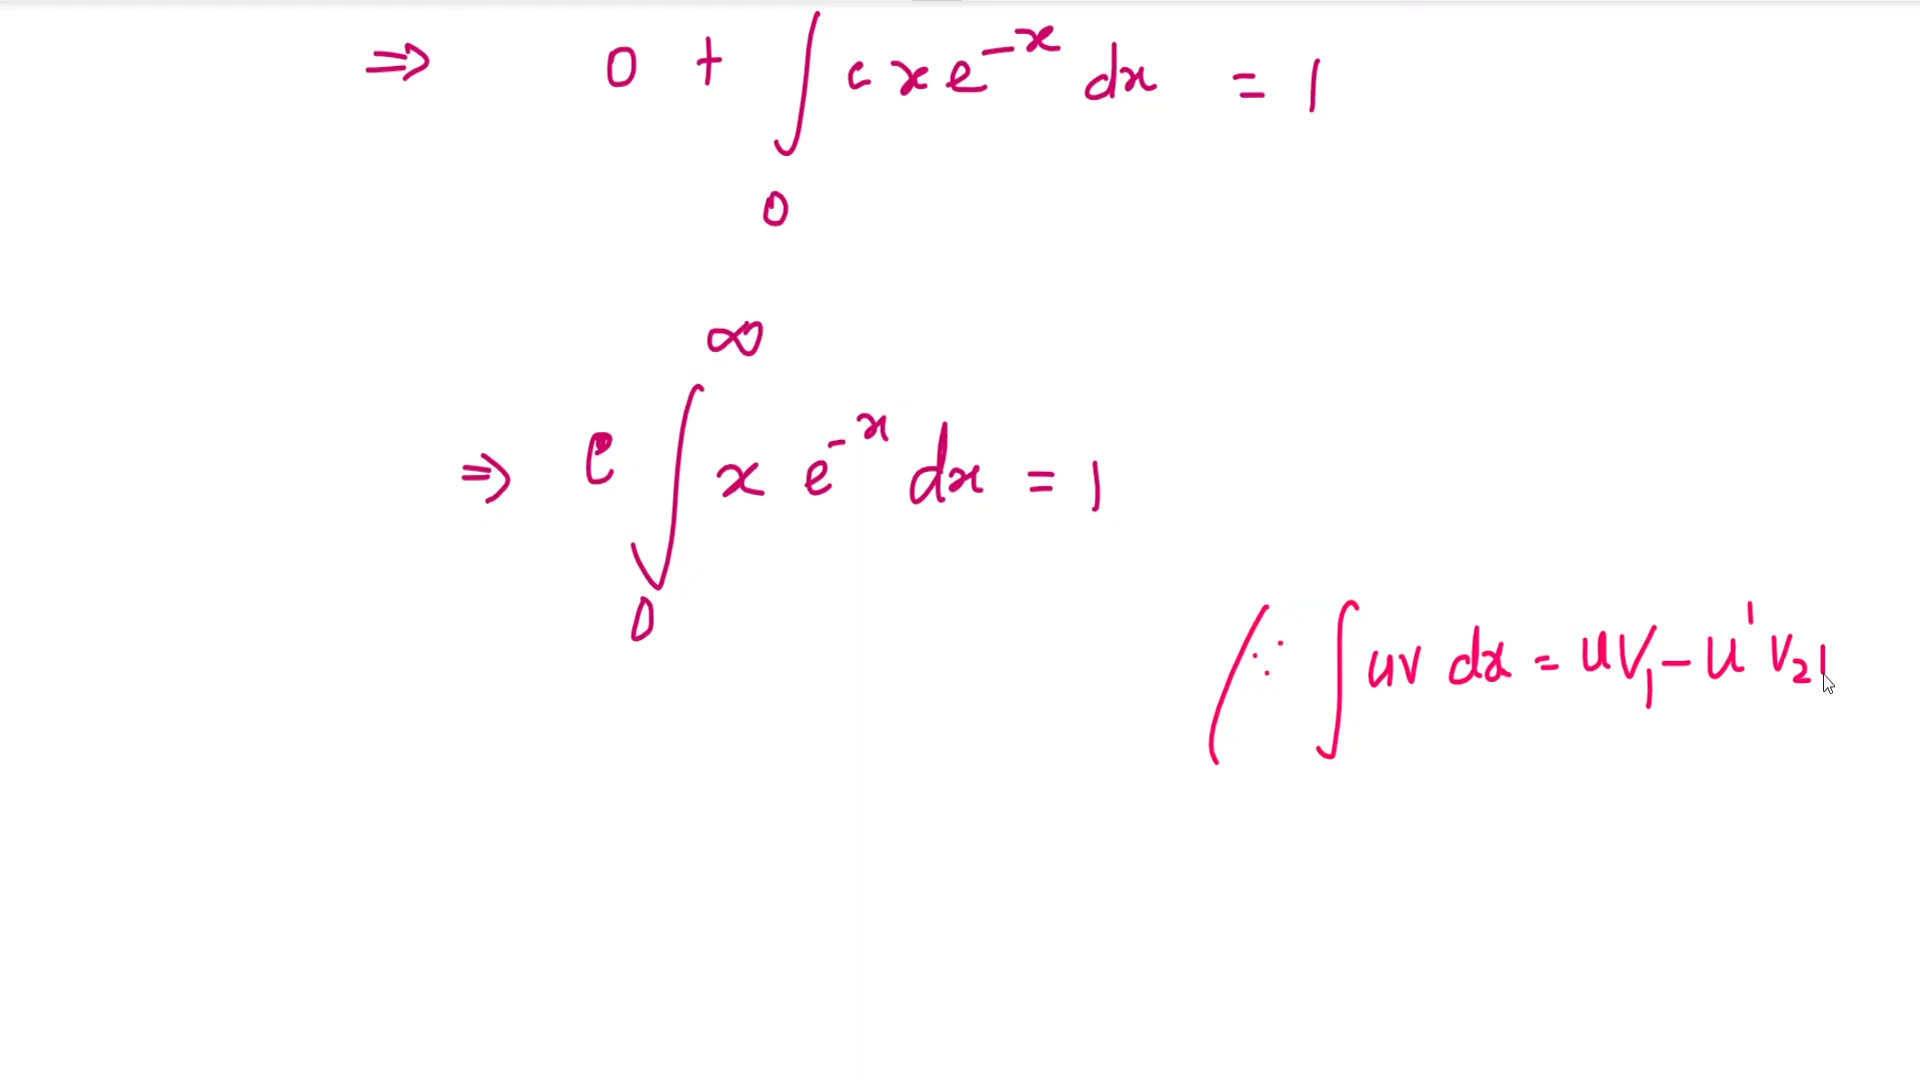 ⇒ 0 + ∫₀ c x e^{-x} dx = 1
⇒ c ∫₀^∞ x e^{-x} dx = 1
(∵ ∫ uv dx = uv₁ - u'v₂